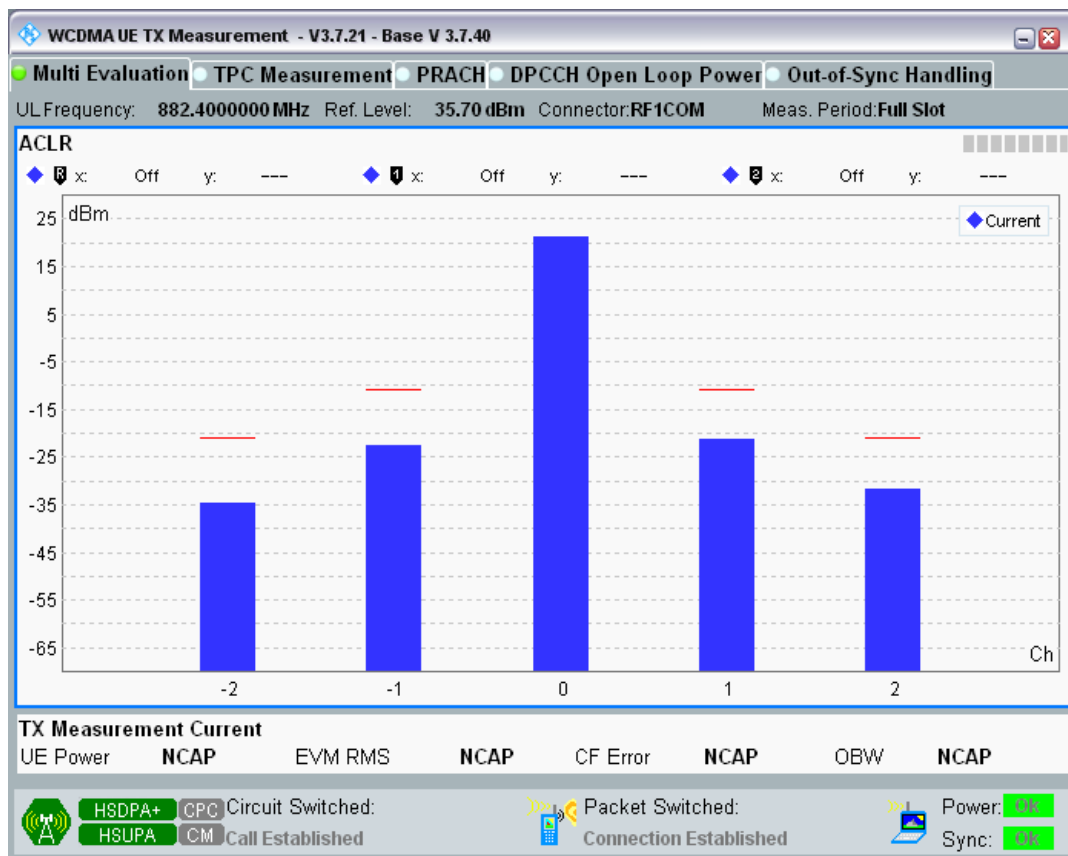 WCDMA UE TX Measurement - V3.7.21 - Base V 3.7.40
Multi Evaluation TPC Measurement PRACH DPCCH Open Loop Power Out-of-Sync Handling
UL Frequency: 882.4000000 MHz Ref. Level: 35.70 dBm Connector:RF1COM Meas. Period:Full Slot
ACLR
R x: Off y: --- 1 x: Off y: --- 2 x: Off y: ---
dBm
Current
25
15
5
-5
-15
-25
-35
-45
-55
-65
Ch
-2 -1 0 1 2
TX Measurement Current
UE Power NCAP EVM RMS NCAP CF Error NCAP OBW NCAP
HSDPA+ CPC Circuit Switched: Packet Switched: Power: OK
HSUPA CM Call Established Connection Established Sync: OK